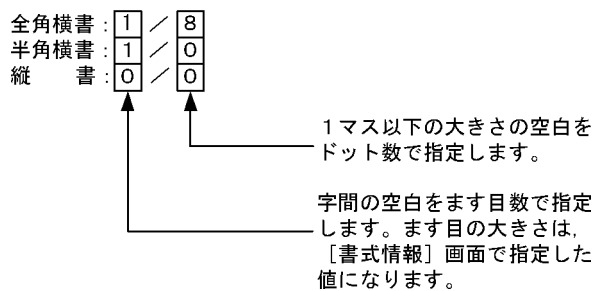 全角横書：１／８
半角横書：１／０
縦　　書：０／０
１マス以下の大きさの空白を
ドット数で指定します。
字間の空白をます目数で指定
します。ます目の大きさは，
［書式情報］画面で指定した
値になります。